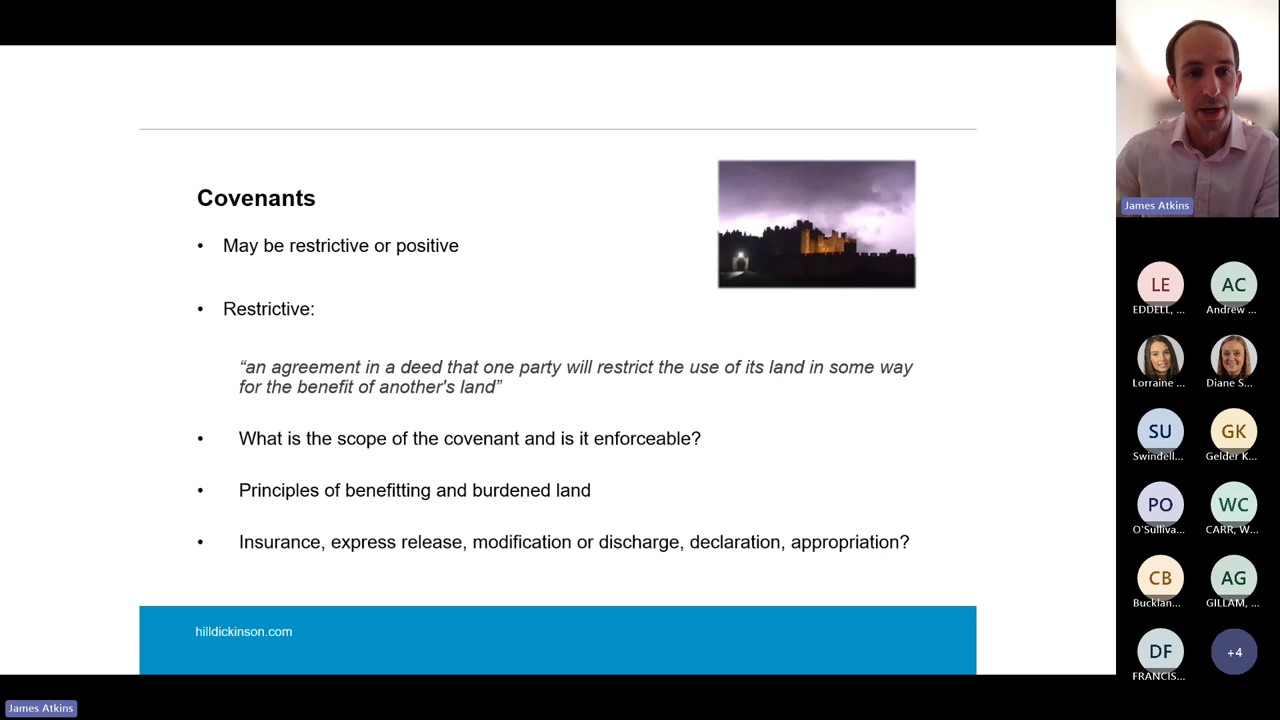 Covenants
• May be restrictive or positive
• Restrictive:
“an agreement in a deed that one party will restrict the use of its land in some way
for the benefit of another's land”
• What is the scope of the covenant and is it enforceable?
• Principles of benefitting and burdened land
• Insurance, express release, modification or discharge, declaration, appropriation?
hilldickinson.com
James Atkins
LE
EDDELL, ...
AC
Andrew ...
Lorraine ...
Diane S...
SU
Swindell...
GK
Gelder K...
PO
O'Sulliva...
WC
CARR, W...
CB
Bucklan...
AG
GILLAM, ...
DF
FRANCIS...
+4
James Atkins